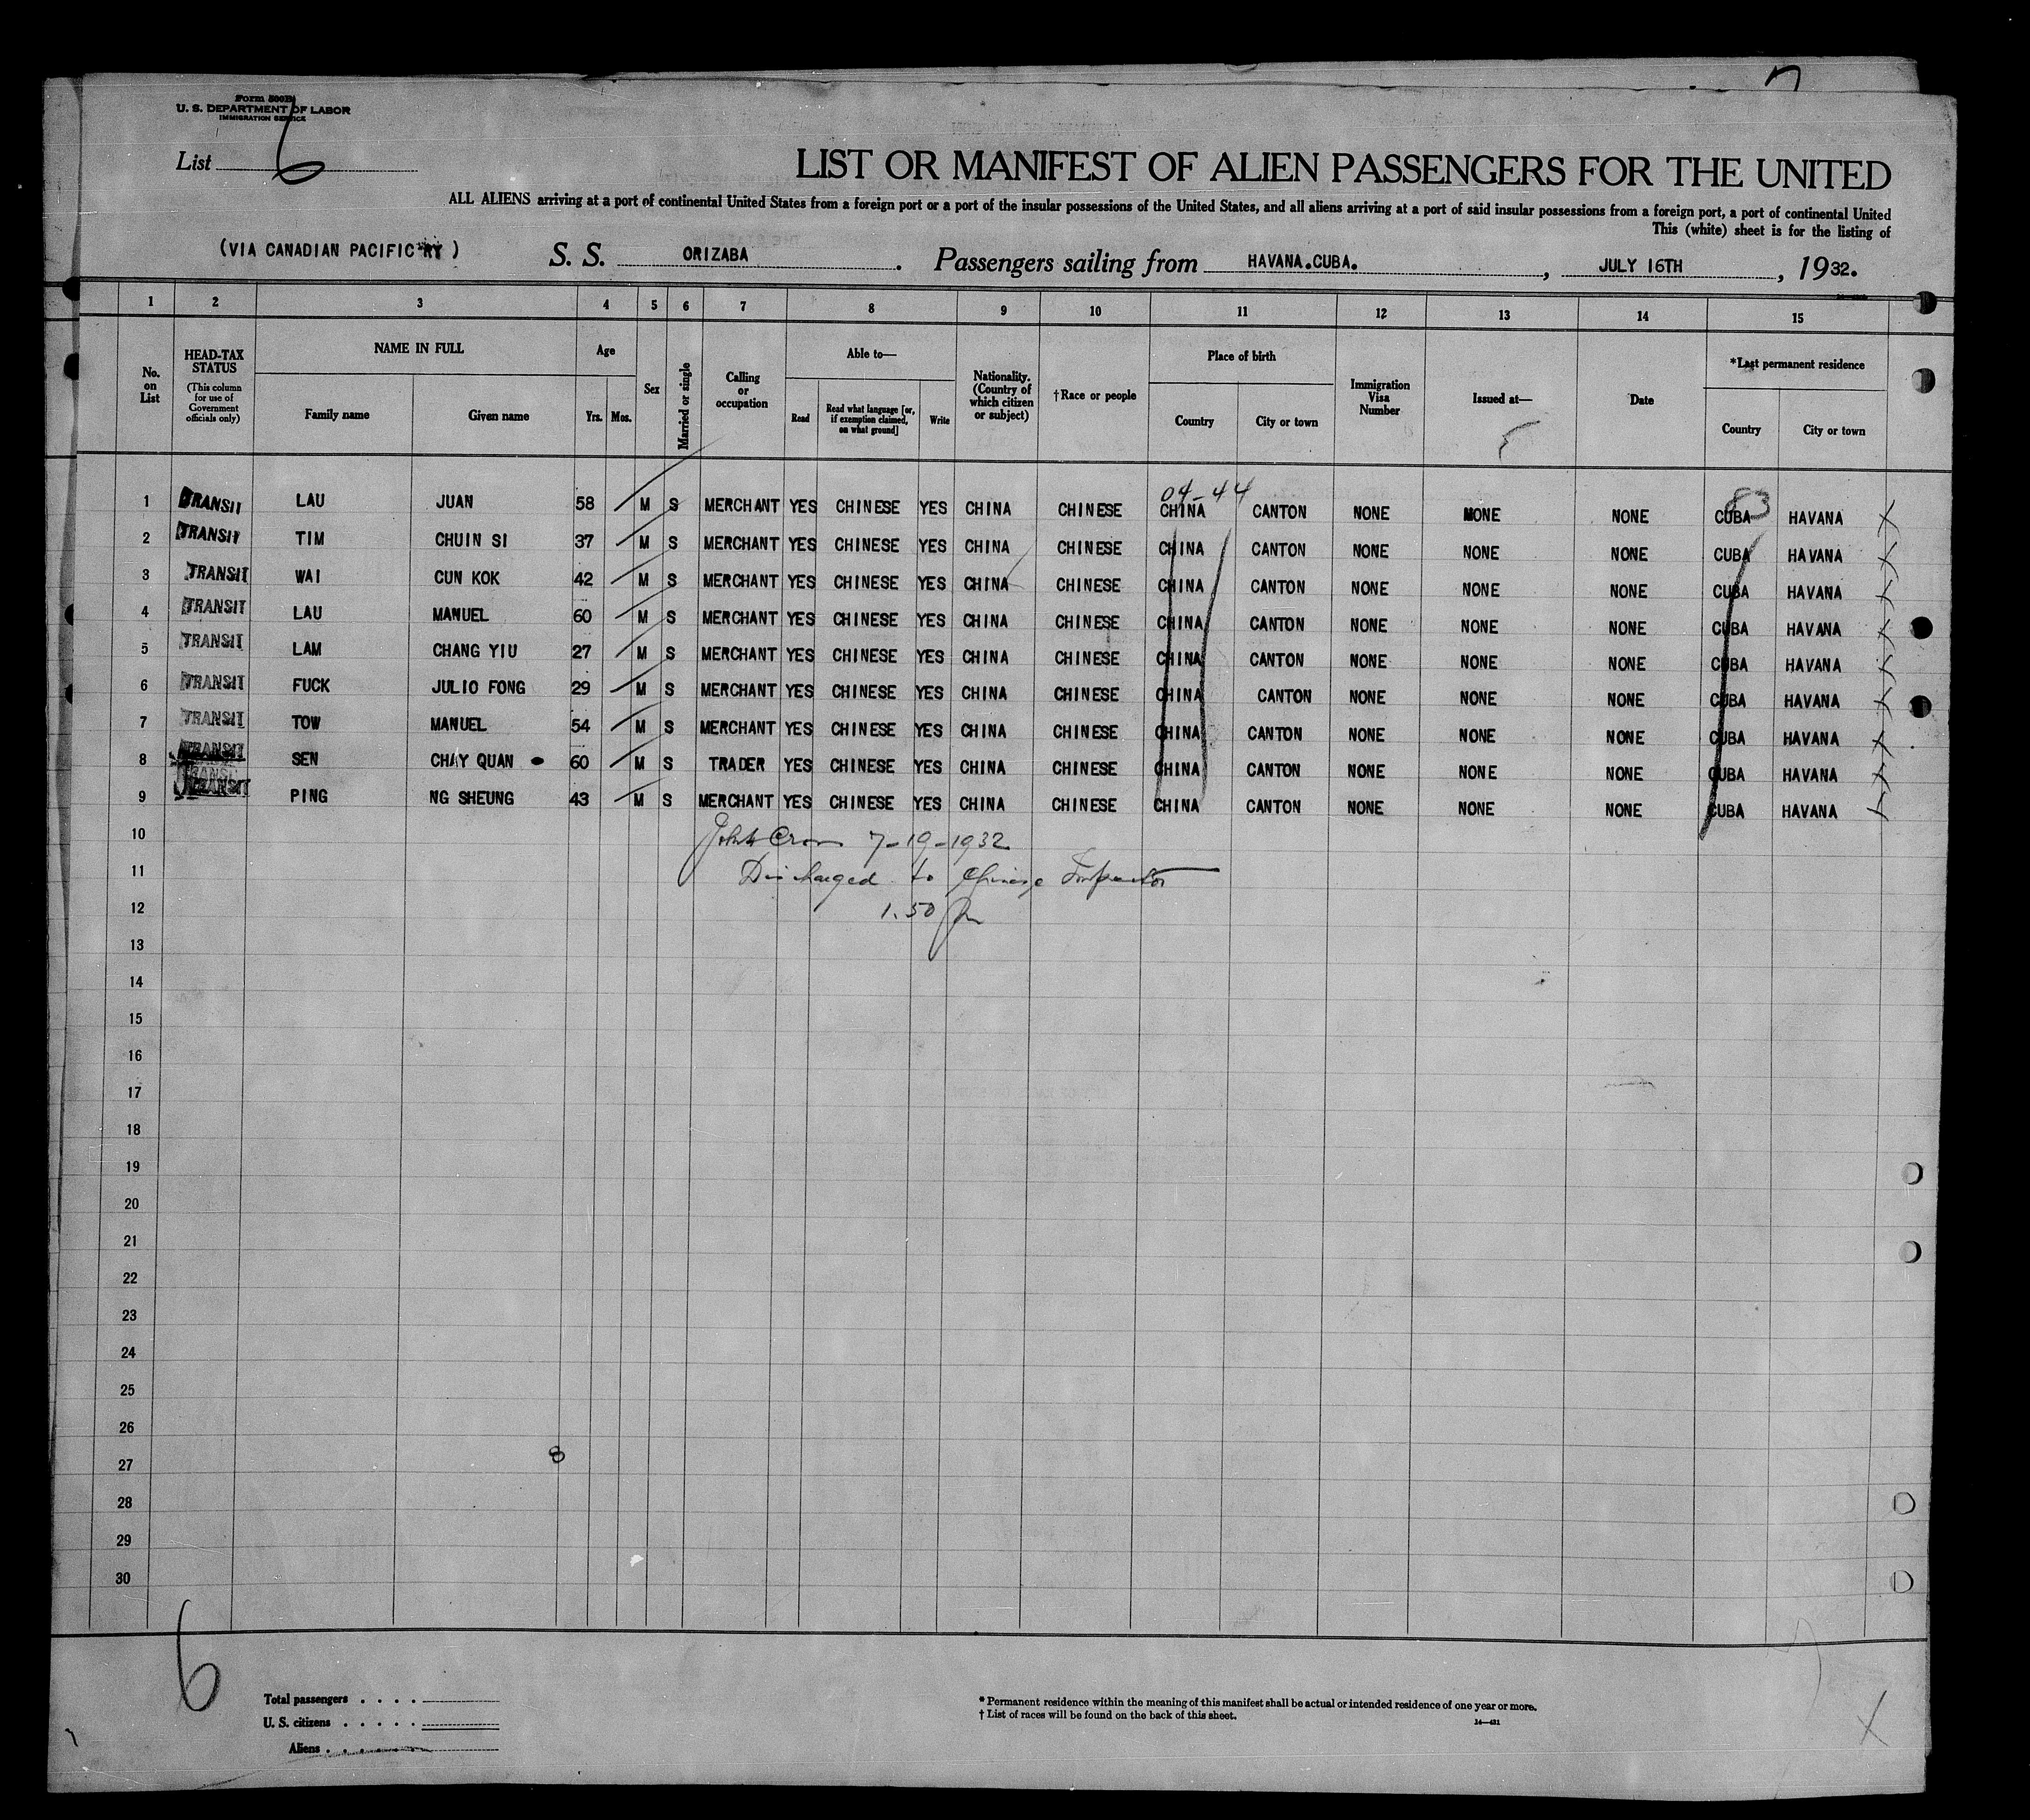 Form 500B
U. S. DEPARTMENT OF LABOR
IMMIGRATION SERVICE
List 6
LIST OR MANIFEST OF ALIEN PASSENGERS FOR THE UNITED
ALL ALIENS arriving at a port of continental United States from a foreign port or a port of the insular possessions of the United States, and all aliens arriving at a port of said insular possessions from a foreign port, a port of continental United
This (white) sheet is for the listing of
(VIA CANADIAN PACIFIC RY ) S. S. ORIZABA. Passengers sailing from HAVANA.CUBA. , JULY 16TH , 1932.
1 2 3 4 5 6 7 8 9 10 11 12 13 14 15
No. on List
HEAD-TAX STATUS (This column for use of Government officials only)
NAME IN FULL
Family name Given name
Age
Yrs. Mos.
Sex
Married or single
Calling or occupation
Able to—
Read Read what language [or, if exemption claimed, on what ground] Write
Nationality. (Country of which citizen or subject)
†Race or people
Place of birth
Country City or town
Immigration Visa Number
Issued at—
Date
*Last permanent residence
Country City or town
04-44
83
1 TRANSIT LAU JUAN 58 M S MERCHANT YES CHINESE YES CHINA CHINESE CHINA CANTON NONE NONE NONE CUBA HAVANA X
2 TRANSIT TIM CHUIN SI 37 M S MERCHANT YES CHINESE YES CHINA CHINESE CHINA CANTON NONE NONE NONE CUBA HAVANA X
3 TRANSIT WAI CUN KOK 42 M S MERCHANT YES CHINESE YES CHINA CHINESE CHINA CANTON NONE NONE NONE CUBA HAVANA X
4 TRANSIT LAU MANUEL 60 M S MERCHANT YES CHINESE YES CHINA CHINESE CHINA CANTON NONE NONE NONE CUBA HAVANA X
5 TRANSIT LAM CHANG YIU 27 M S MERCHANT YES CHINESE YES CHINA CHINESE CHINA CANTON NONE NONE NONE CUBA HAVANA X
6 TRANSIT FUCK JULIO FONG 29 M S MERCHANT YES CHINESE YES CHINA CHINESE CHINA CANTON NONE NONE NONE CUBA HAVANA X
7 TRANSIT TOW MANUEL 54 M S MERCHANT YES CHINESE YES CHINA CHINESE CHINA CANTON NONE NONE NONE CUBA HAVANA X
8 TRANSIT SEN CHAY QUAN 60 M S TRADER YES CHINESE YES CHINA CHINESE CHINA CANTON NONE NONE NONE CUBA HAVANA X
TRANSIT
9 TRANSIT PING NG SHEUNG 43 M S MERCHANT YES CHINESE YES CHINA CHINESE CHINA CANTON NONE NONE NONE CUBA HAVANA X
10 7-19-1932
11 Discharged to Chinese Inspector
12 1.50
13
14
15
16
17
18
19
20
21
22
23
24
25
26
8
27
28
29
30
6
Total passengers . . . .
U. S. citizens . . . . .
Aliens . . . . . .
* Permanent residence within the meaning of this manifest shall be actual or intended residence of one year or more.
† List of races will be found on the back of this sheet.
X